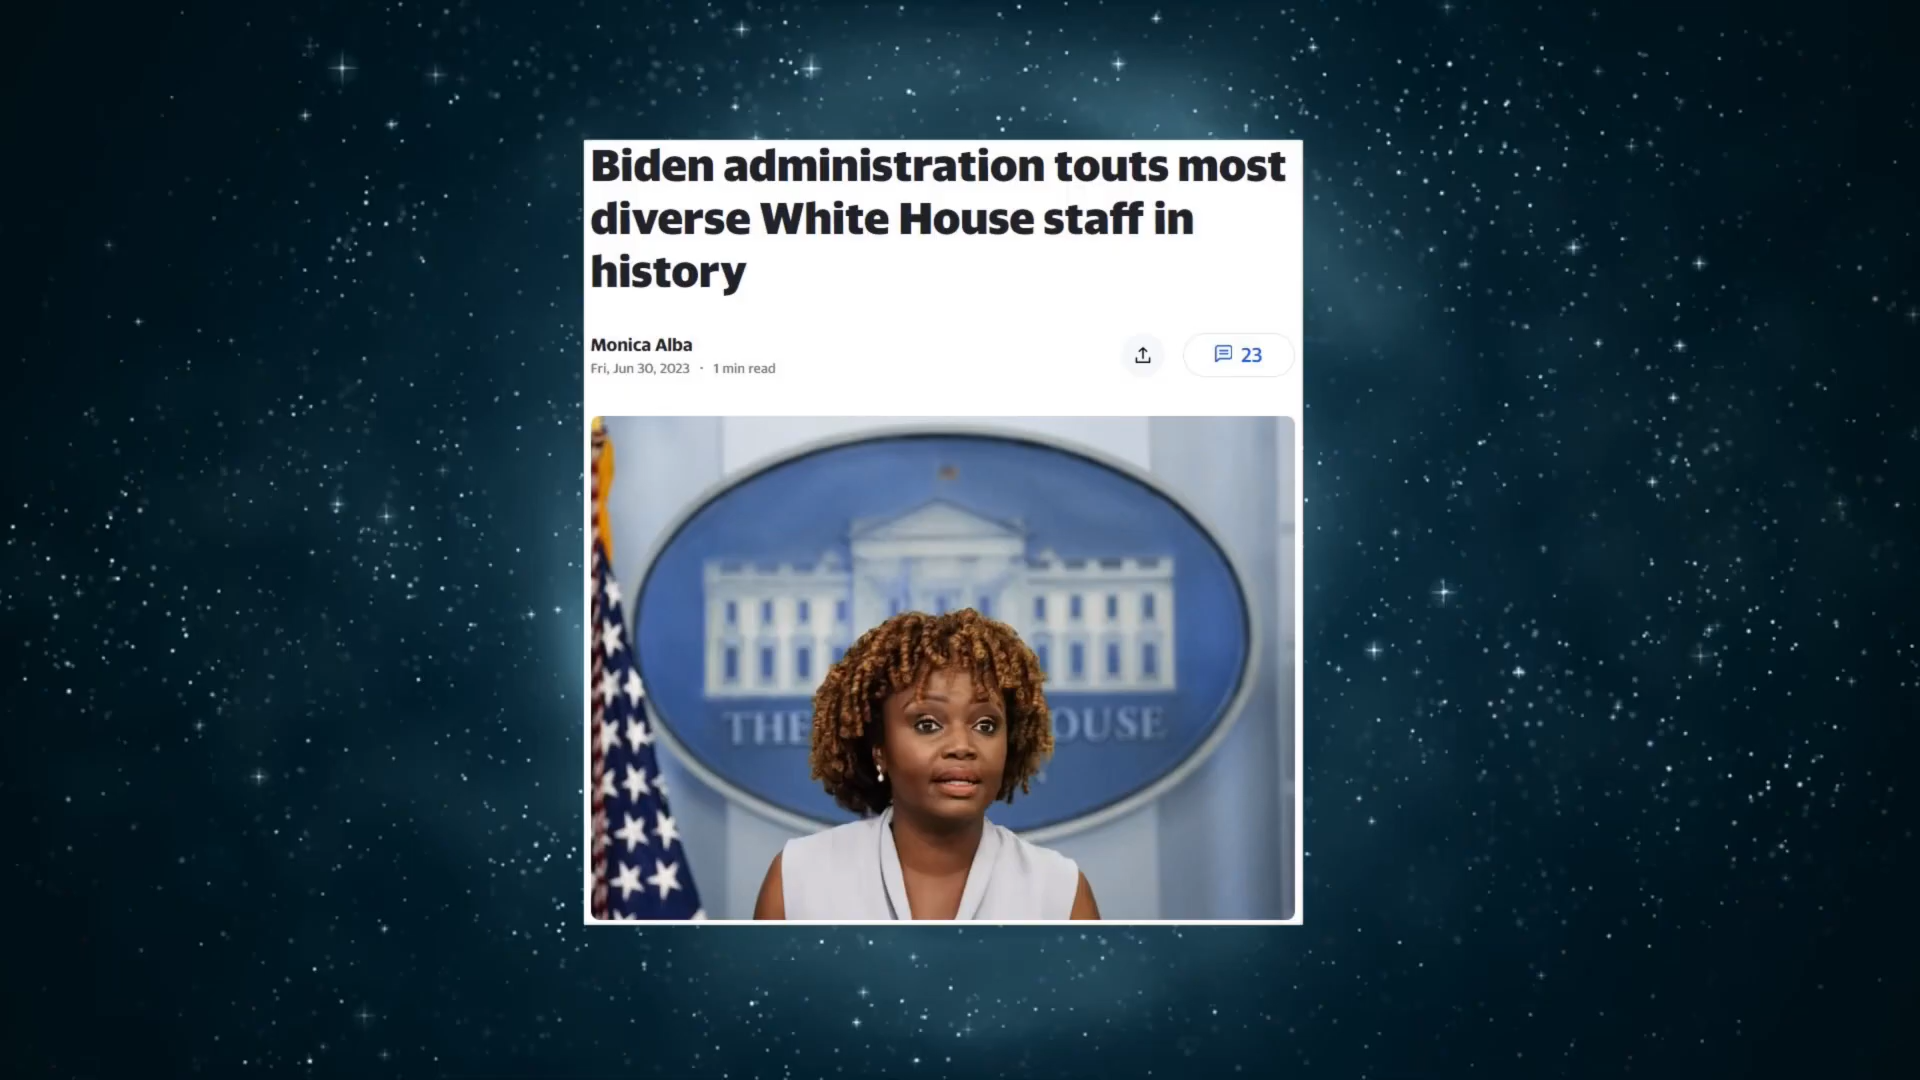 Biden administration touts most
diverse White House staff in
history
Monica Alba
Fri, Jun 30, 2023 · 1 min read
23
THE OUSE